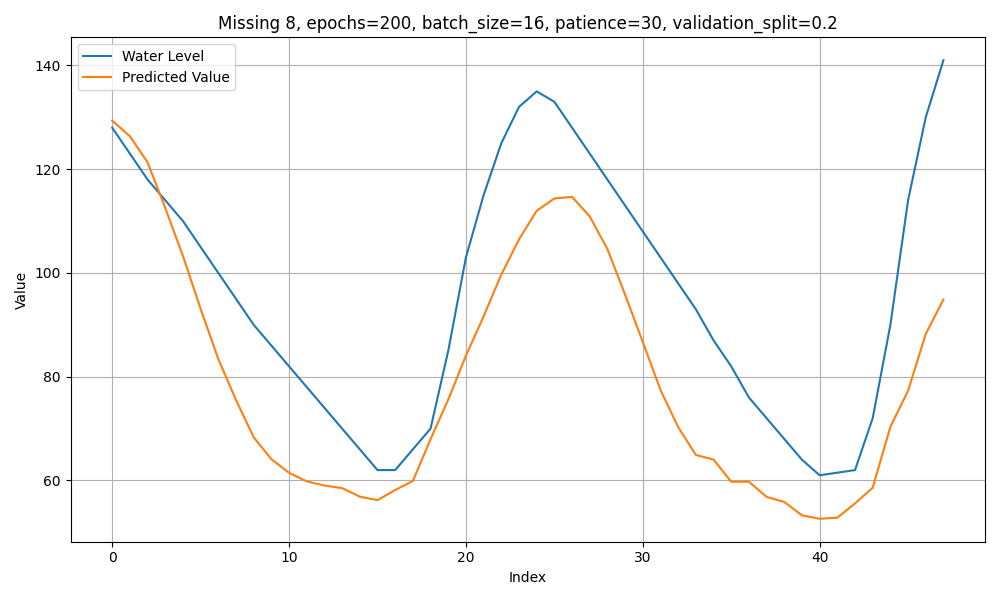 Missing 8, epochs=200, batch_size=16, patience=30, validation_split=0.2
Water Level
Predicted Value
140
120
100
80
60
Value
0 10 20 30 40
Index